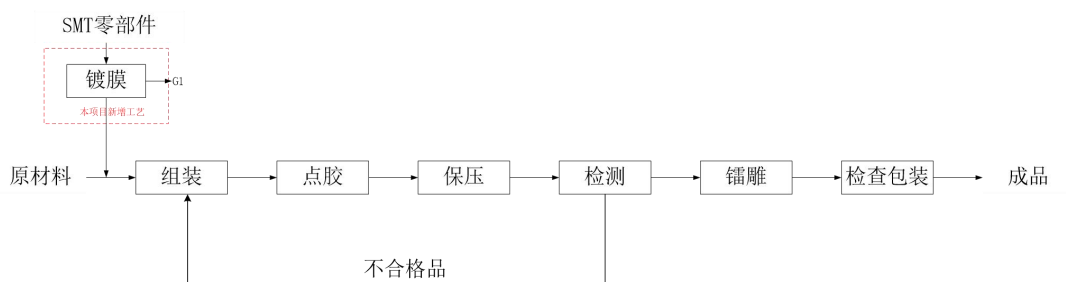 SMT零部件
镀膜
G1
本项目新增工艺
原材料
组装
点胶
保压
检测
镭雕
检查包装
成品
不合格品